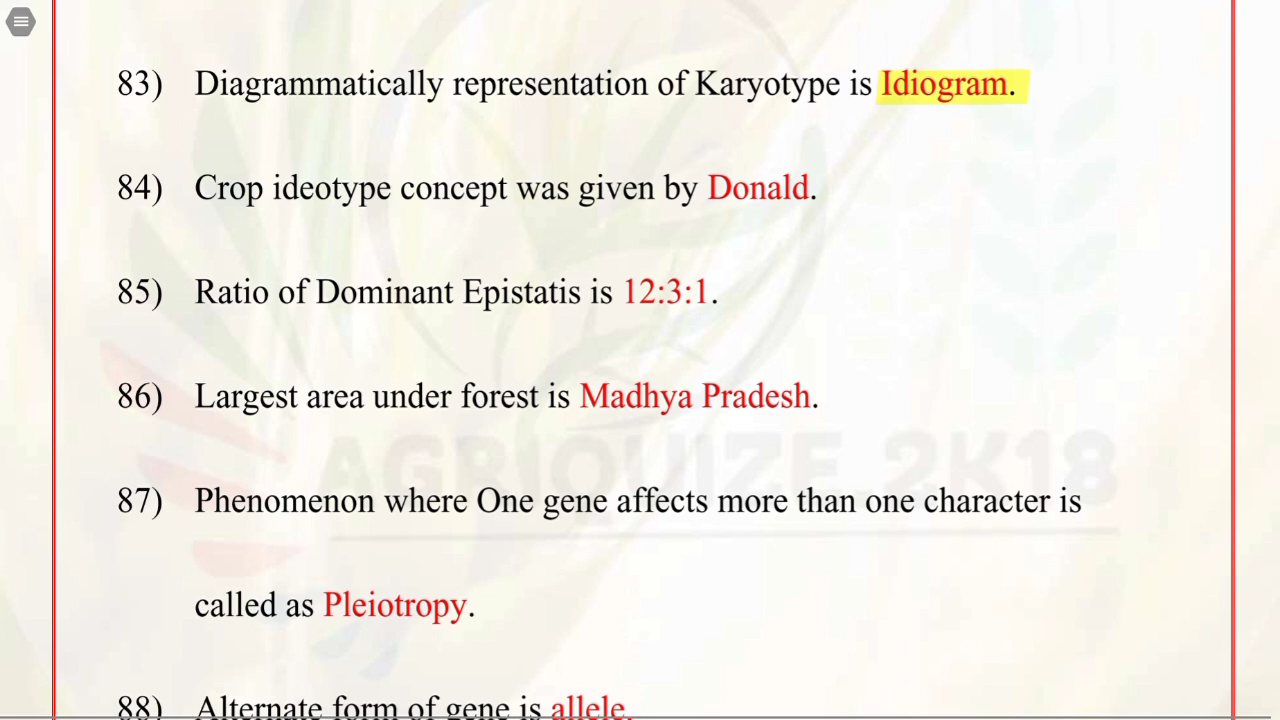 83) Diagrammatically representation of Karyotype is Idiogram.
84) Crop ideotype concept was given by Donald.
85) Ratio of Dominant Epistatis is 12:3:1.
86) Largest area under forest is Madhya Pradesh.
AGRIQUIZE_2K18
87) Phenomenon where One gene affects more than one character is
called as Pleiotropy.
88) Alternate form of gene is allele.